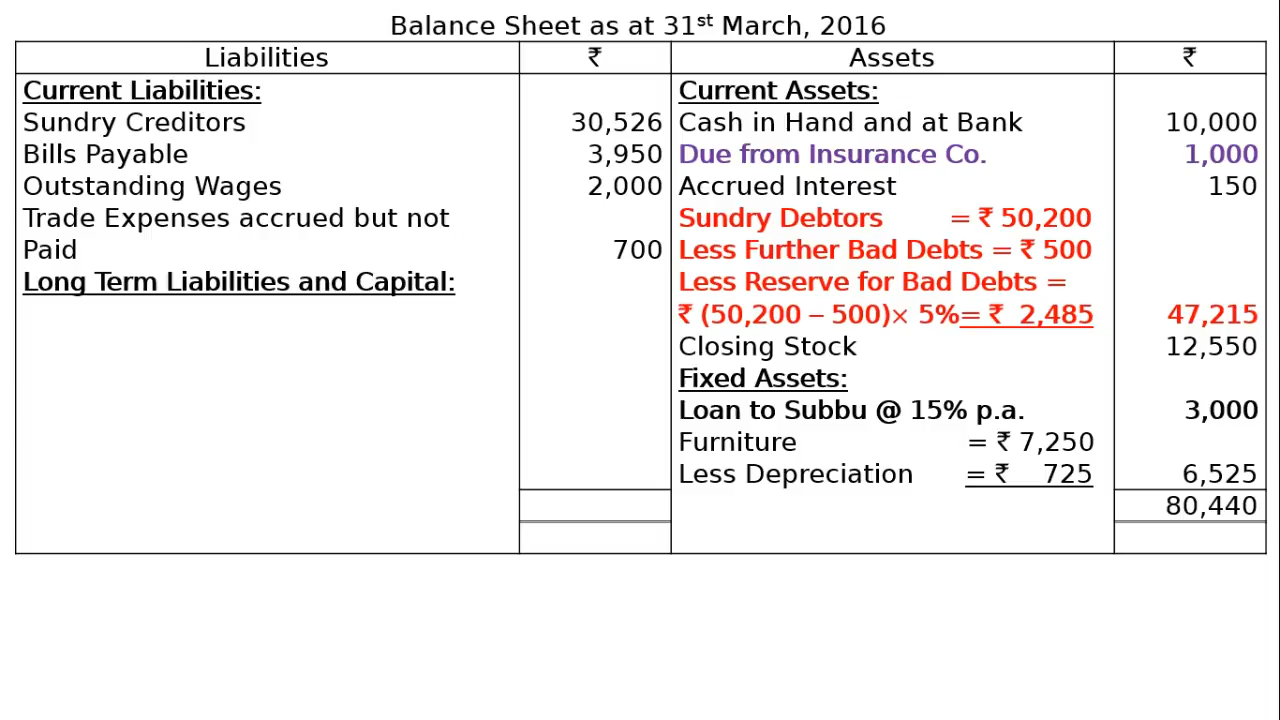 Balance Sheet as at 31st March, 2016
Liabilities ₹ Assets ₹
Current Liabilities: Current Assets:
Sundry Creditors 30,526 Cash in Hand and at Bank 10,000
Bills Payable 3,950 Due from Insurance Co. 1,000
Outstanding Wages 2,000 Accrued Interest 150
Trade Expenses accrued but not Sundry Debtors = ₹ 50,200
Paid 700 Less Further Bad Debts = ₹ 500
Long Term Liabilities and Capital: Less Reserve for Bad Debts =
₹ (50,200 – 500)× 5%= ₹ 2,485 47,215
Closing Stock 12,550
Fixed Assets:
Loan to Subbu @ 15% p.a. 3,000
Furniture = ₹ 7,250
Less Depreciation = ₹ 725 6,525
80,440